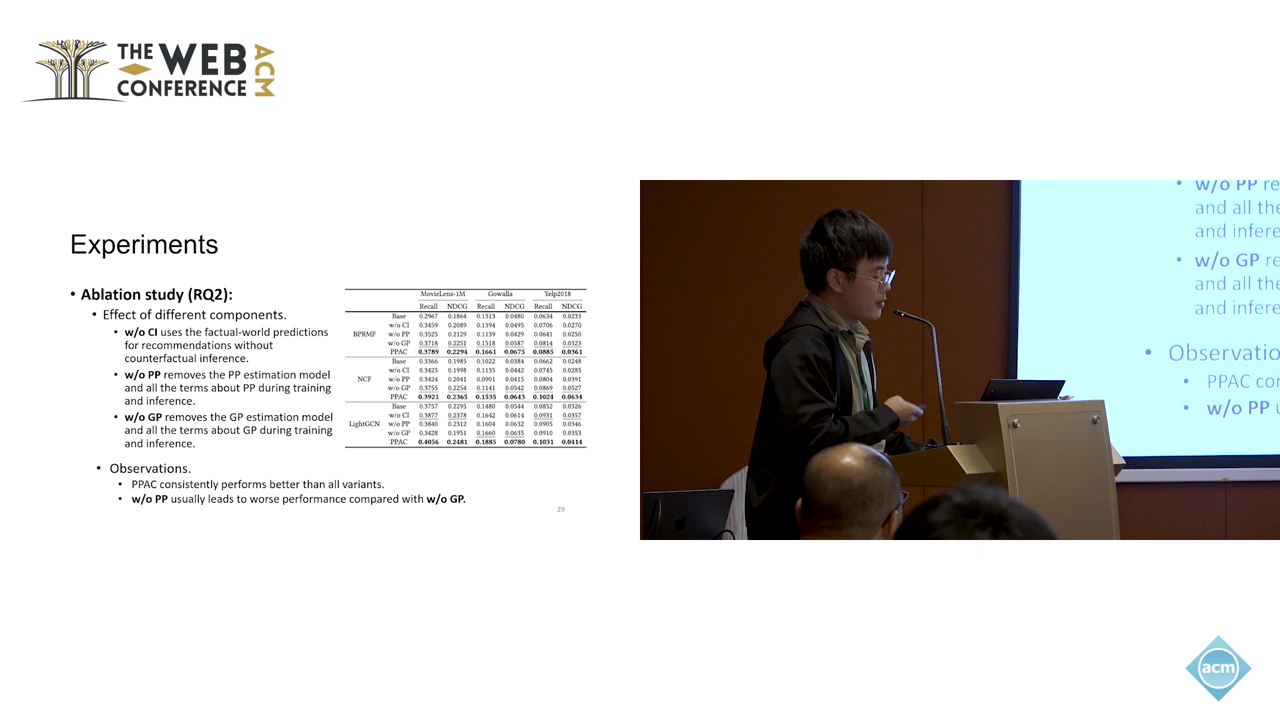 THE WEB
CONFERENCE
ACM
Experiments
• Ablation study (RQ2):
• Effect of different components.
• w/o CI uses the factual-world predictions
for recommendations without
counterfactual inference.
• w/o PP removes the PP estimation model
and all the terms about PP during training
and inference.
• w/o GP removes the GP estimation model
and all the terms about GP during training
and inference.
• Observations.
• PPAC consistently performs better than all variants.
• w/o PP usually leads to worse performance compared with w/o GP.
MovieLens-1M Gowalla Yelp2018
Recall NDCG Recall NDCG Recall NDCG
Base 0.2967 0.1864 0.1313 0.0480 0.0634 0.0233
w/o CI 0.3459 0.2089 0.1394 0.0495 0.0706 0.0270
BPRMF w/o PP 0.3525 0.2129 0.1139 0.0429 0.0641 0.0250
w/o GP 0.3718 0.2251 0.1518 0.0587 0.0814 0.0323
PPAC 0.3789 0.2294 0.1661 0.0675 0.0885 0.0361
Base 0.3366 0.1985 0.1022 0.0384 0.0662 0.0248
w/o CI 0.3425 0.1998 0.1135 0.0442 0.0745 0.0285
NCF w/o PP 0.3424 0.2041 0.0901 0.0415 0.0804 0.0391
w/o GP 0.3755 0.2254 0.1141 0.0542 0.0869 0.0527
PPAC 0.3921 0.2365 0.1535 0.0643 0.1024 0.0634
Base 0.3757 0.2295 0.1480 0.0544 0.0852 0.0326
w/o CI 0.3877 0.2378 0.1642 0.0614 0.0931 0.0357
LightGCN w/o PP 0.3840 0.2312 0.1604 0.0632 0.0905 0.0346
w/o GP 0.3428 0.1951 0.1660 0.0635 0.0910 0.0353
PPAC 0.4056 0.2481 0.1885 0.0780 0.1031 0.0414
29
• w/o PP re
and all the
and infere
• w/o GP re
and all the
and infere
• Observatio
• PPAC con
• w/o PP u
acm